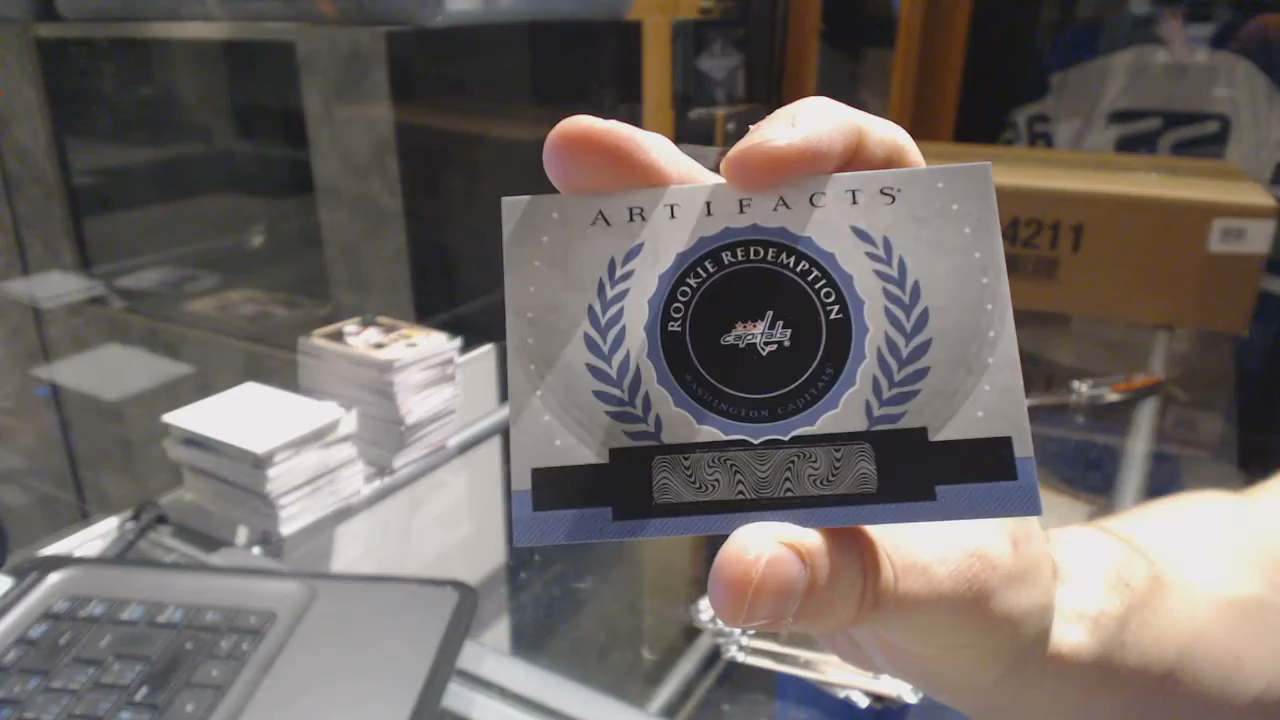 ARTIFACTS
ROOKIE REDEMPTION
capitals
WASHINGTON CAPITALS
4211